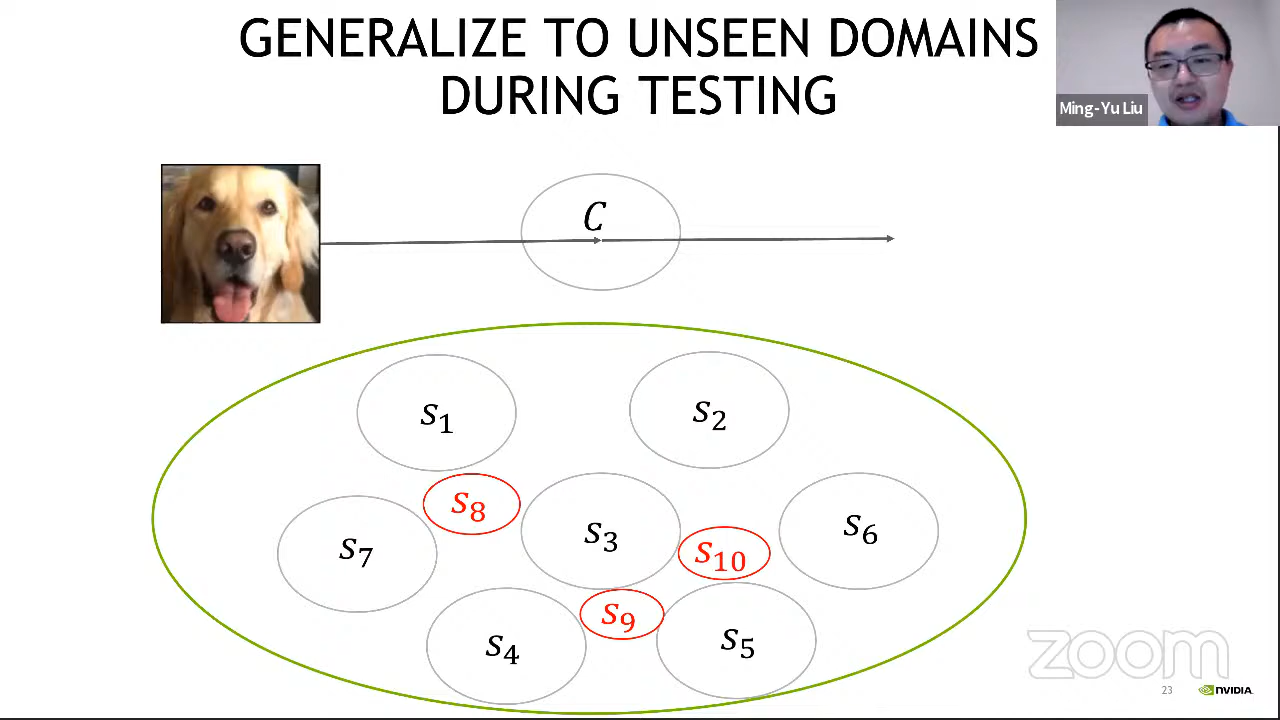 GENERALIZE TO UNSEEN DOMAINS
DURING TESTING
Ming-Yu Liu
C
S₁
S₂
S₈
S₃
S₆
S₇
S₁₀
S₉
S₄
S₅
zoom
23
NVIDIA.